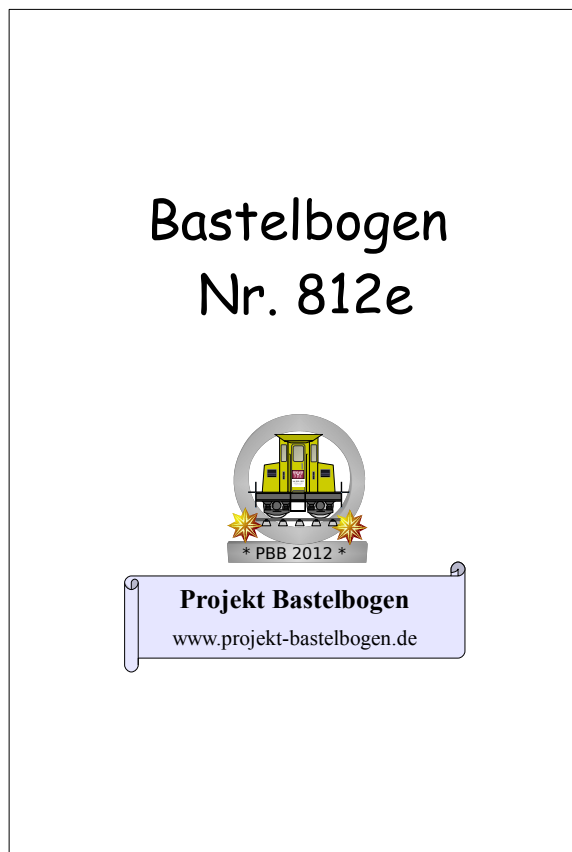 Bastelbogen
Nr. 812e
* PBB 2012 *
Projekt Bastelbogen
www.projekt-bastelbogen.de